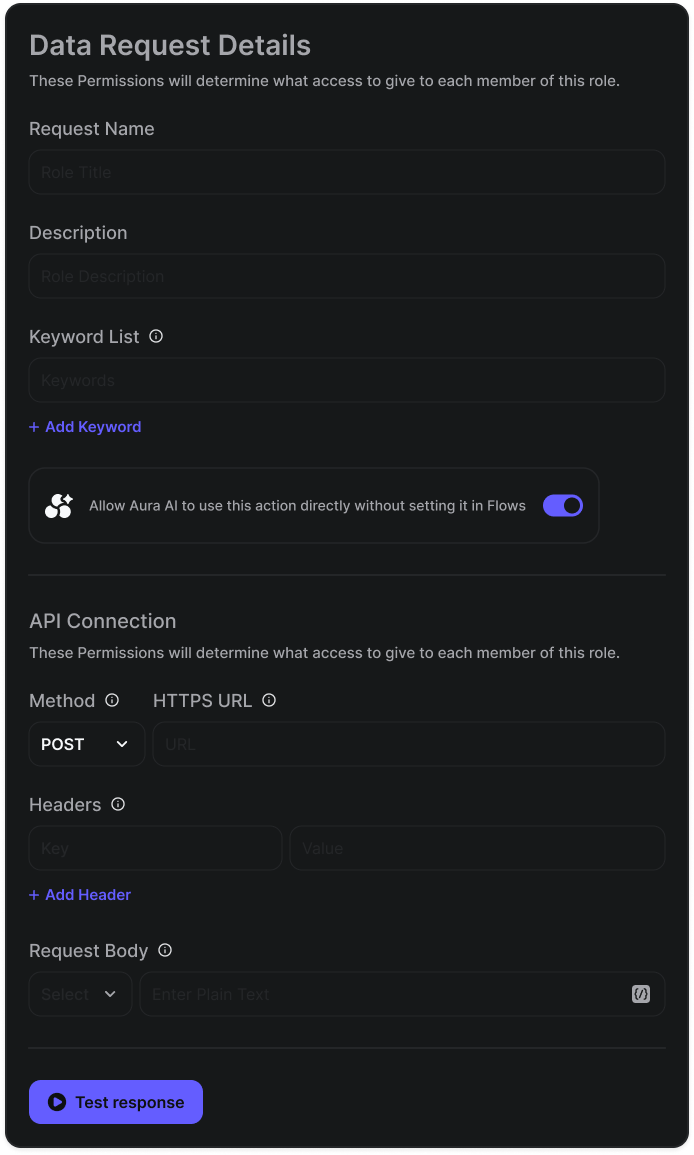 Data Request Details
These Permissions will determine what access to give to each member of this role.
Request Name
Role Title
Description
Role Description
Keyword List
Keywords
+ Add Keyword
Allow Aura AI to use this action directly without setting it in Flows
API Connection
These Permissions will determine what access to give to each member of this role.
Method HTTPS URL
POST URL
Headers
Key Value
+ Add Header
Request Body
Select Enter Plain Text {/}
Test response